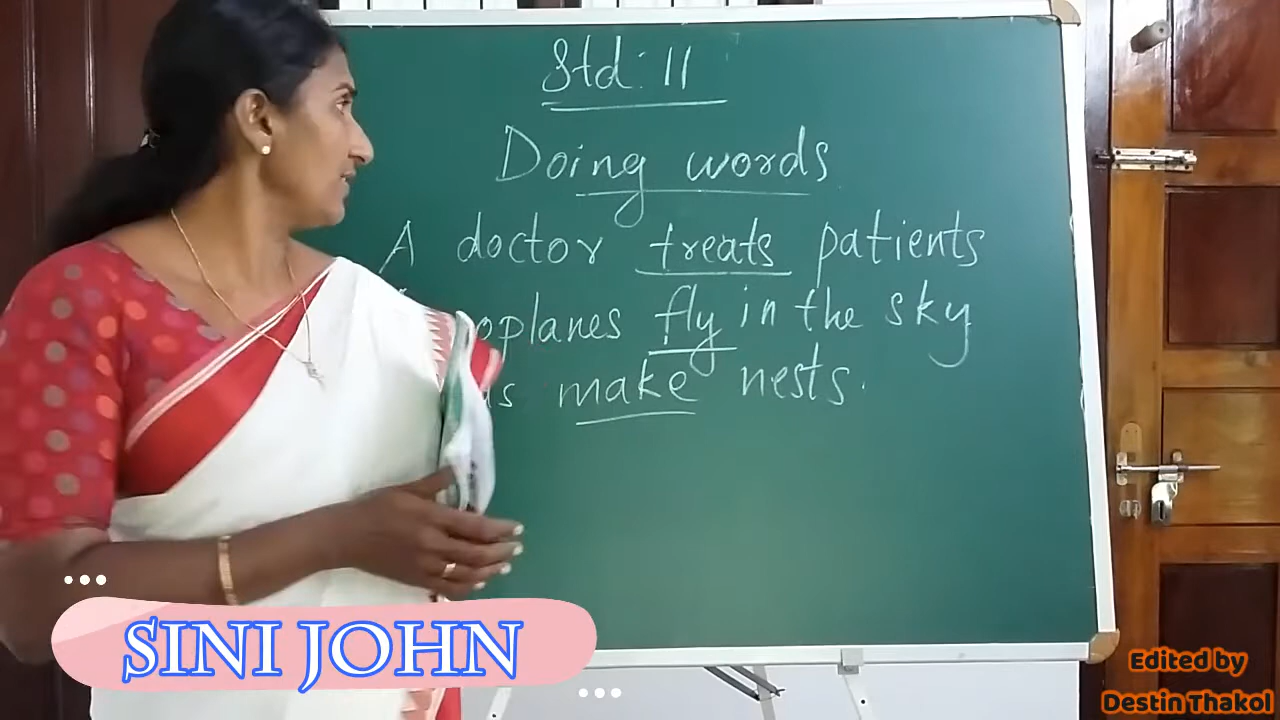 Std: II
Doing words
A doctor treats patients
oplanes fly in the sky
make nests.
SINI JOHN
Edited by
Destin Thakol